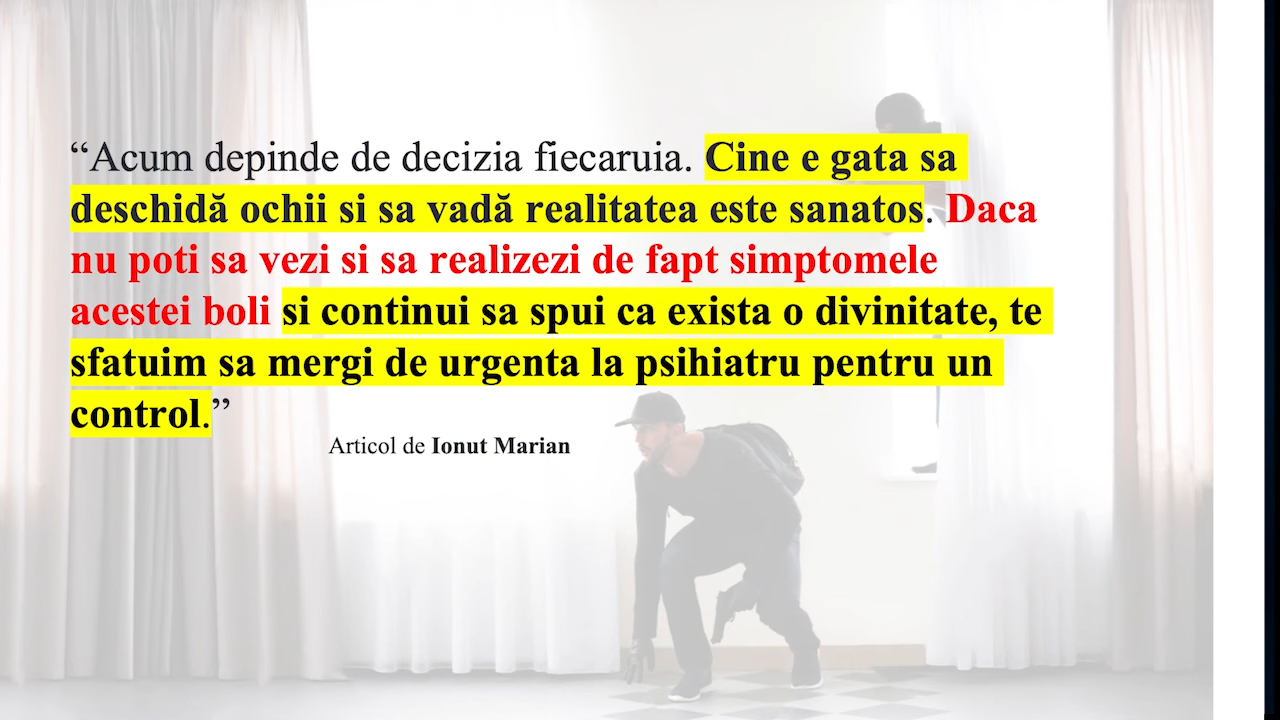 “Acum depinde de decizia fiecaruia. Cine e gata sa
deschidă ochii si sa vadă realitatea este sanatos. Daca
nu poti sa vezi si sa realizezi de fapt simptomele
acestei boli si continui sa spui ca exista o divinitate, te
sfatuim sa mergi de urgenta la psihiatru pentru un
control.”
Articol de Ionut Marian